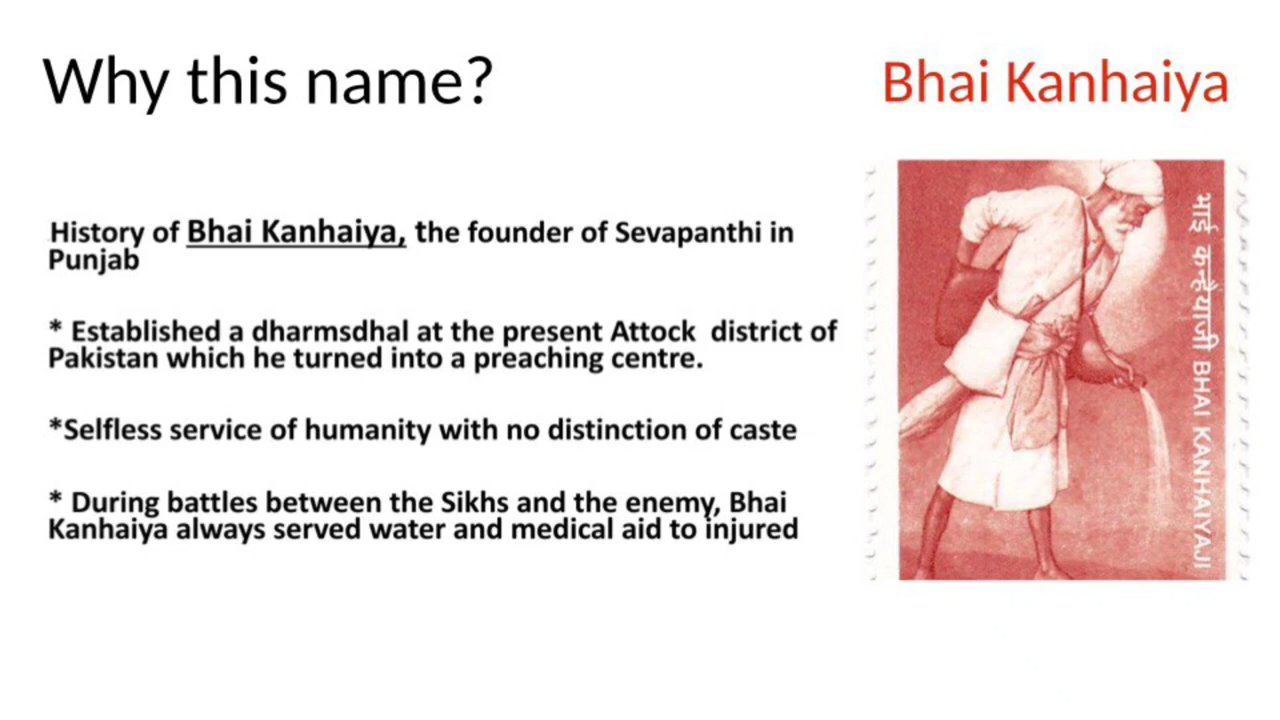 Why this name?
Bhai Kanhaiya
History of Bhai Kanhaiya, the founder of Sevapanthi in
Punjab
* Established a dharmsdhal at the present Attock district of
Pakistan which he turned into a preaching centre.
*Selfless service of humanity with no distinction of caste
* During battles between the Sikhs and the enemy, Bhai
Kanhaiya always served water and medical aid to injured
भाई कन्हैयाजी BHAI KANHAIYAJI